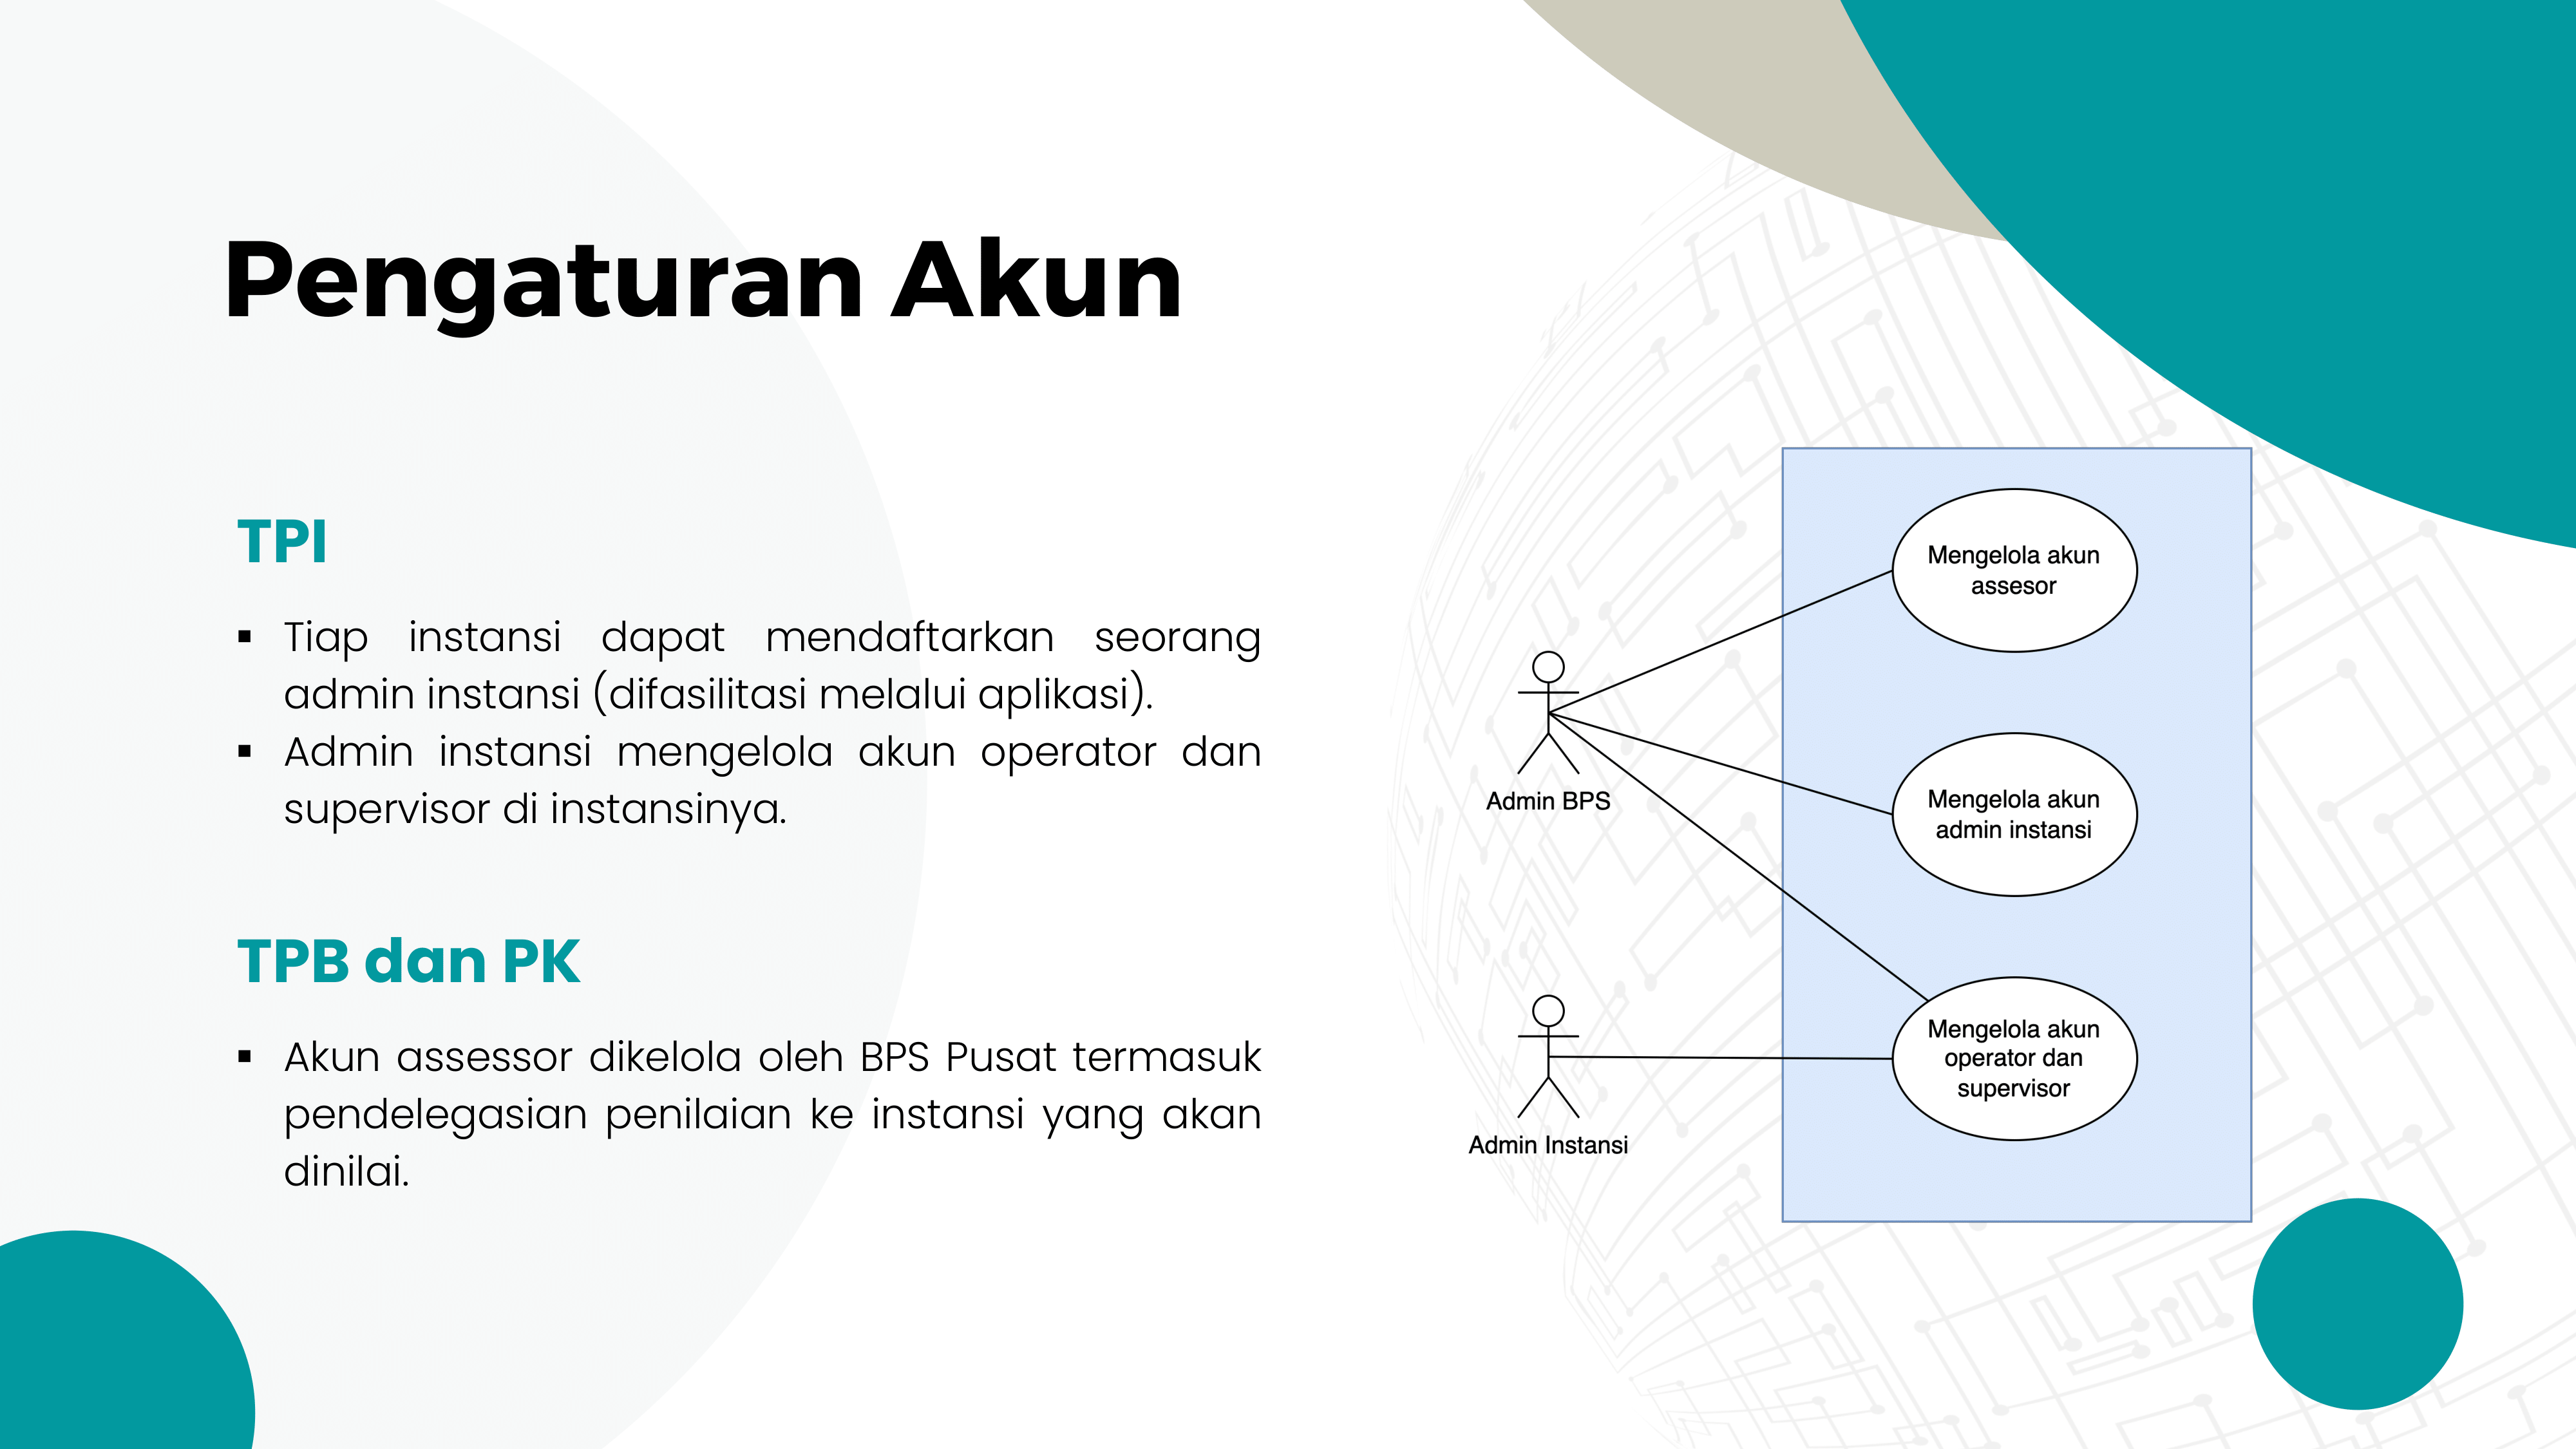 Pengaturan Akun
TPI
▪ Tiap instansi dapat mendaftarkan seorang
admin instansi (difasilitasi melalui aplikasi).
▪ Admin instansi mengelola akun operator dan
supervisor di instansinya.
TPB dan PK
▪ Akun assessor dikelola oleh BPS Pusat termasuk
pendelegasian penilaian ke instansi yang akan
dinilai.
Mengelola akun
assesor
Admin BPS
Mengelola akun
admin instansi
Mengelola akun
operator dan
supervisor
Admin Instansi